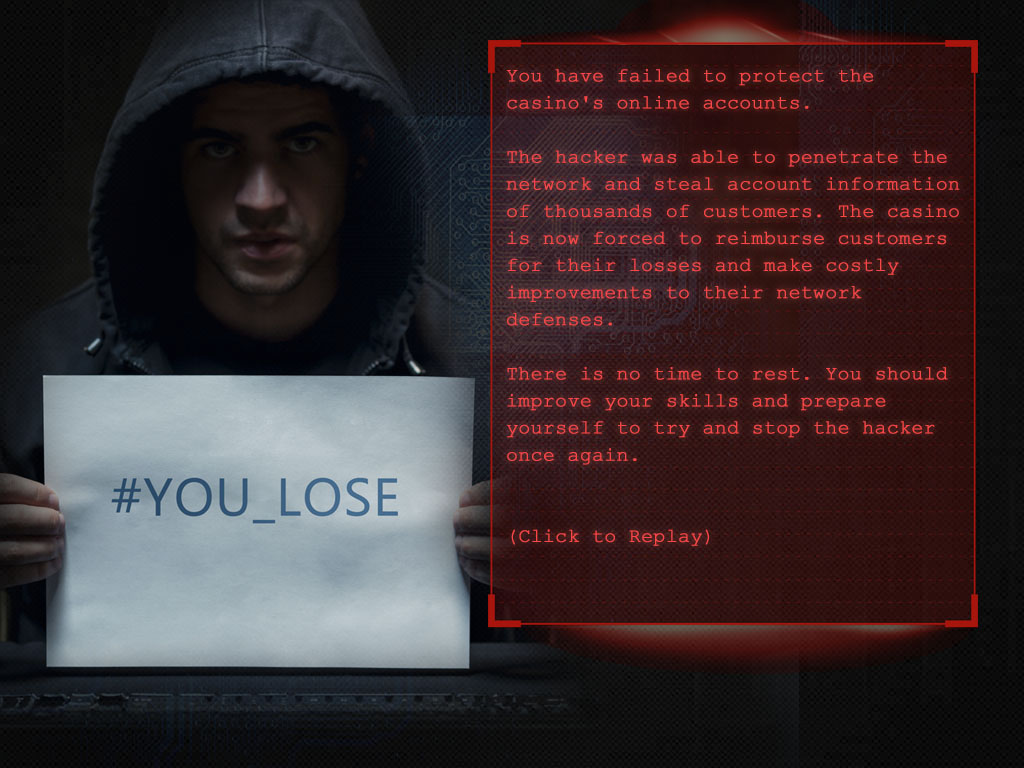 You have failed to protect the
casino's online accounts.
The hacker was able to penetrate the
network and steal account information
of thousands of customers. The casino
is now forced to reimburse customers
for their losses and make costly
improvements to their network
defenses.
There is no time to rest. You should
improve your skills and prepare
yourself to try and stop the hacker
once again.
(Click to Replay)
#YOU_LOSE